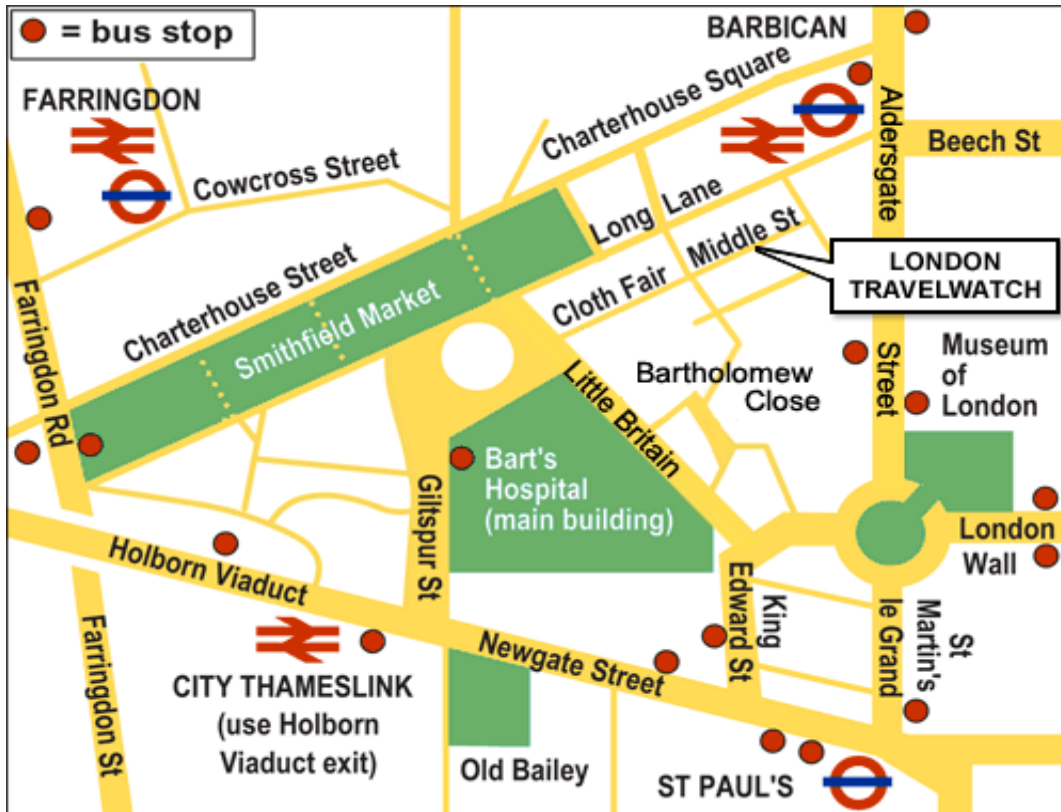 = bus stop
BARBICAN
FARRINGDON
Charterhouse Square
Aldersgate
Beech St
Cowcross Street
Long Lane
Middle St
LONDON
TRAVELWATCH
Charterhouse Street
Cloth Fair
Smithfield Market
Farringdon Rd
Street
Museum
of
London
Bartholomew
Close
Little Britain
Bart's
Hospital
(main building)
Giltspur St
Holborn Viaduct
London
Wall
King
Edward St
St
Martin's
le Grand
Farringdon St
Newgate Street
CITY THAMESLINK
(use Holborn
Viaduct exit)
Old Bailey
ST PAUL'S